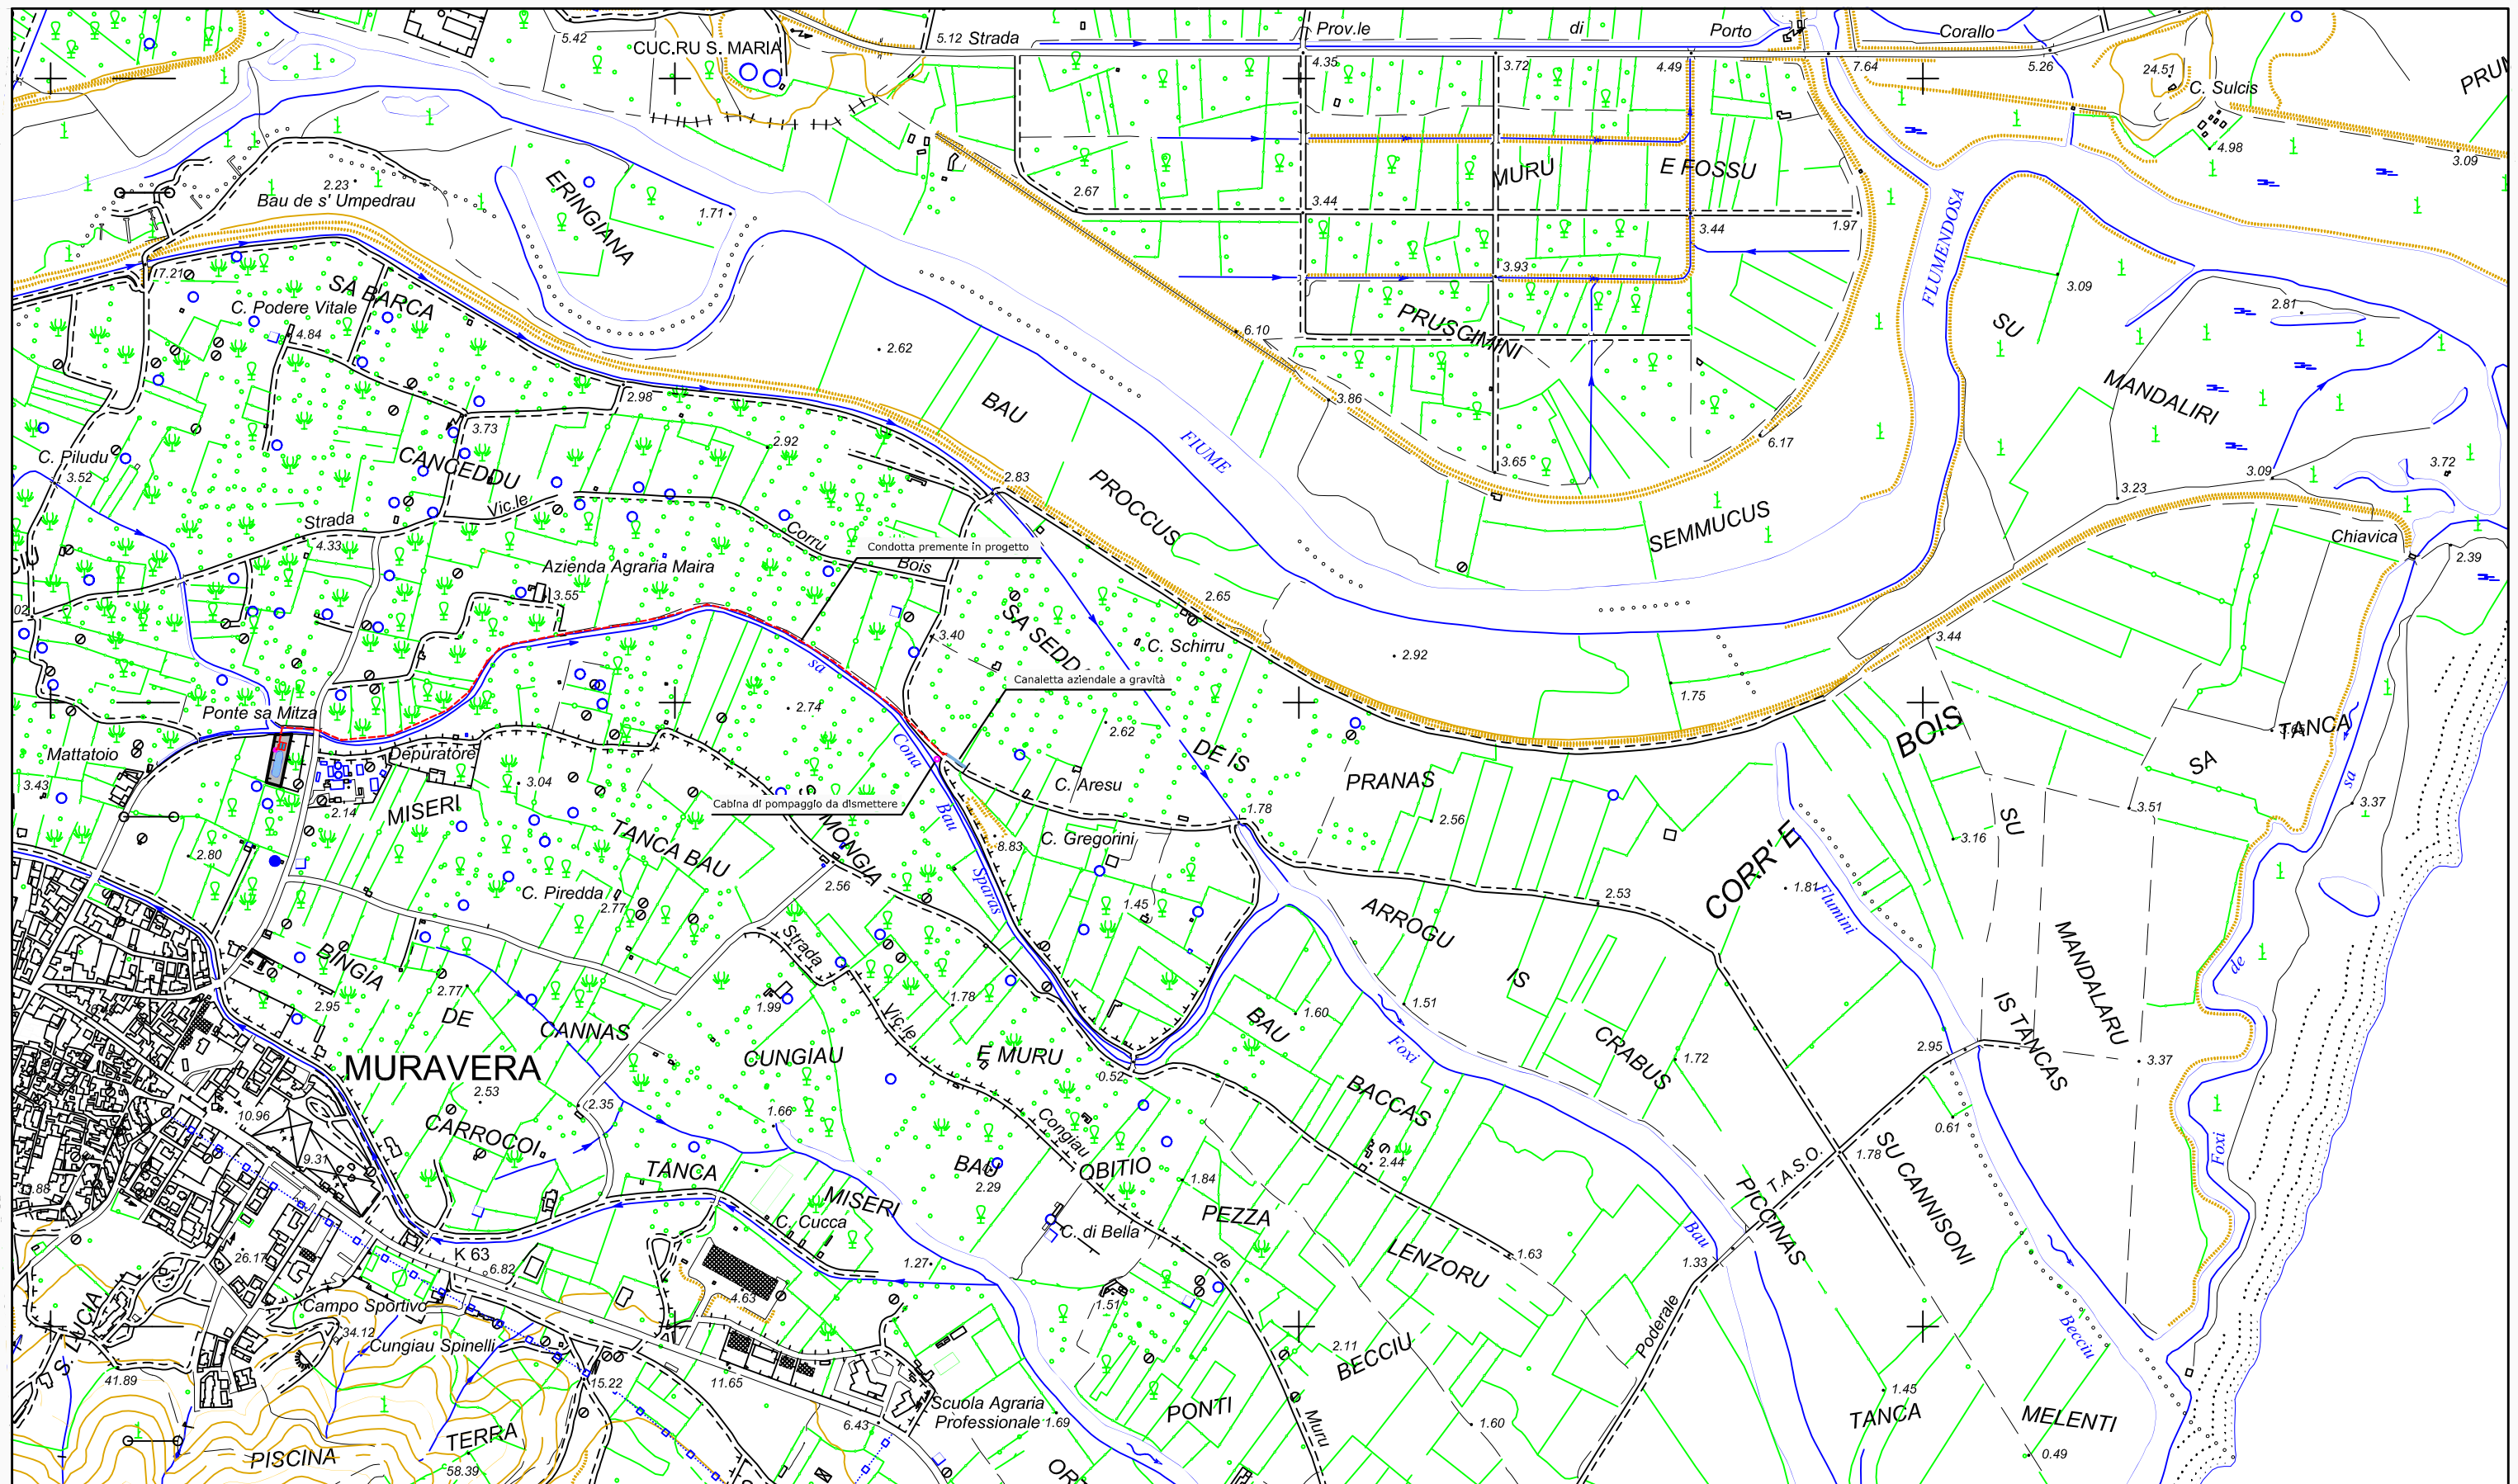 5.42
CUC.RU S. MARIA
5.12
Strada
Prov.le
di
Porto
Corallo
4.35
3.72
4.49
7.64
5.26
24.51
C. Sulcis
4.98
3.09
2.23
Bau de s' Umpedrau
ERINGIANA
1.71
2.67
MURU
E FOSSU
3.44
3.44
1.97
FLUMENDOSA
7.21
SA BARCA
C. Podere Vitale
4.84
3.93
PRUSCIMINI
6.10
2.62
3.09
SU
MANDALIRI
2.81
2.98
BAU
3.86
6.17
3.73
2.92
FIUME
C. Piludu
3.52
CANCEDDU
2.83
3.65
3.09
3.72
3.23
PROCCUS
SEMMUCUS
Strada
Vic.le
Corru
Bois
4.33
Condotta premente in progetto
Chiavica
2.39
Azienda Agraria Maira
3.55
2.65
3.40
C. Schirru
2.92
3.44
1.75
sa
Canaletta aziendale a gravità
2.74
2.62
Ponte sa Mitza
Mattatoio
Depuratore
Cona
DE IS
PRANAS
BOIS
SA
TANCA
sa
3.43
3.04
2.14
MISERI
C. Aresu
Cabina di pompaggio da dismettere
Bau
1.78
2.56
3.51
3.37
SU
3.16
MONGIA
TANCA BAU
8.83
C. Gregorini
2.80
2.56
Sparas
CORR' E
1.81
Flumini
C. Piredda
2.77
1.45
2.53
ARROGU
IS
Strada
BINGIA
2.77
2.95
DE
CANNAS
1.99
1.78
Vic.le
1.60
1.51
BAU
Foxi
MANDALARU
de
IS TANCAS
MURAVERA
2.53
CUNGIAU
E MURU
0.52
CRABUS
1.72
2.95
3.37
10.96
CARROCOI
2.35
1.66
Congiau
BACCAS
0.61
9.31
TANCA
BAU
2.29
OBITIO
2.44
1.84
T.A.S.O.
1.78
SU CANNISONI
Foxi
MISERI
C. Cucca
C. di Bella
PEZZA
PICCINAS
Bau
26.17
K 63
6.82
1.27
de
LENZORU
1.63
1.33
S. LUCIA
Campo Sportivo
34.12
Cungiau Spinelli
4.63
1.51
2.11
BECCIU
Poderale
Becciu
41.89
15.22
11.65
Scuola Agraria
Professionale
1.69
6.43
PONTI
Muru
1.60
1.45
TANCA
MELENTI
0.49
PISCINA
TERRA
58.39